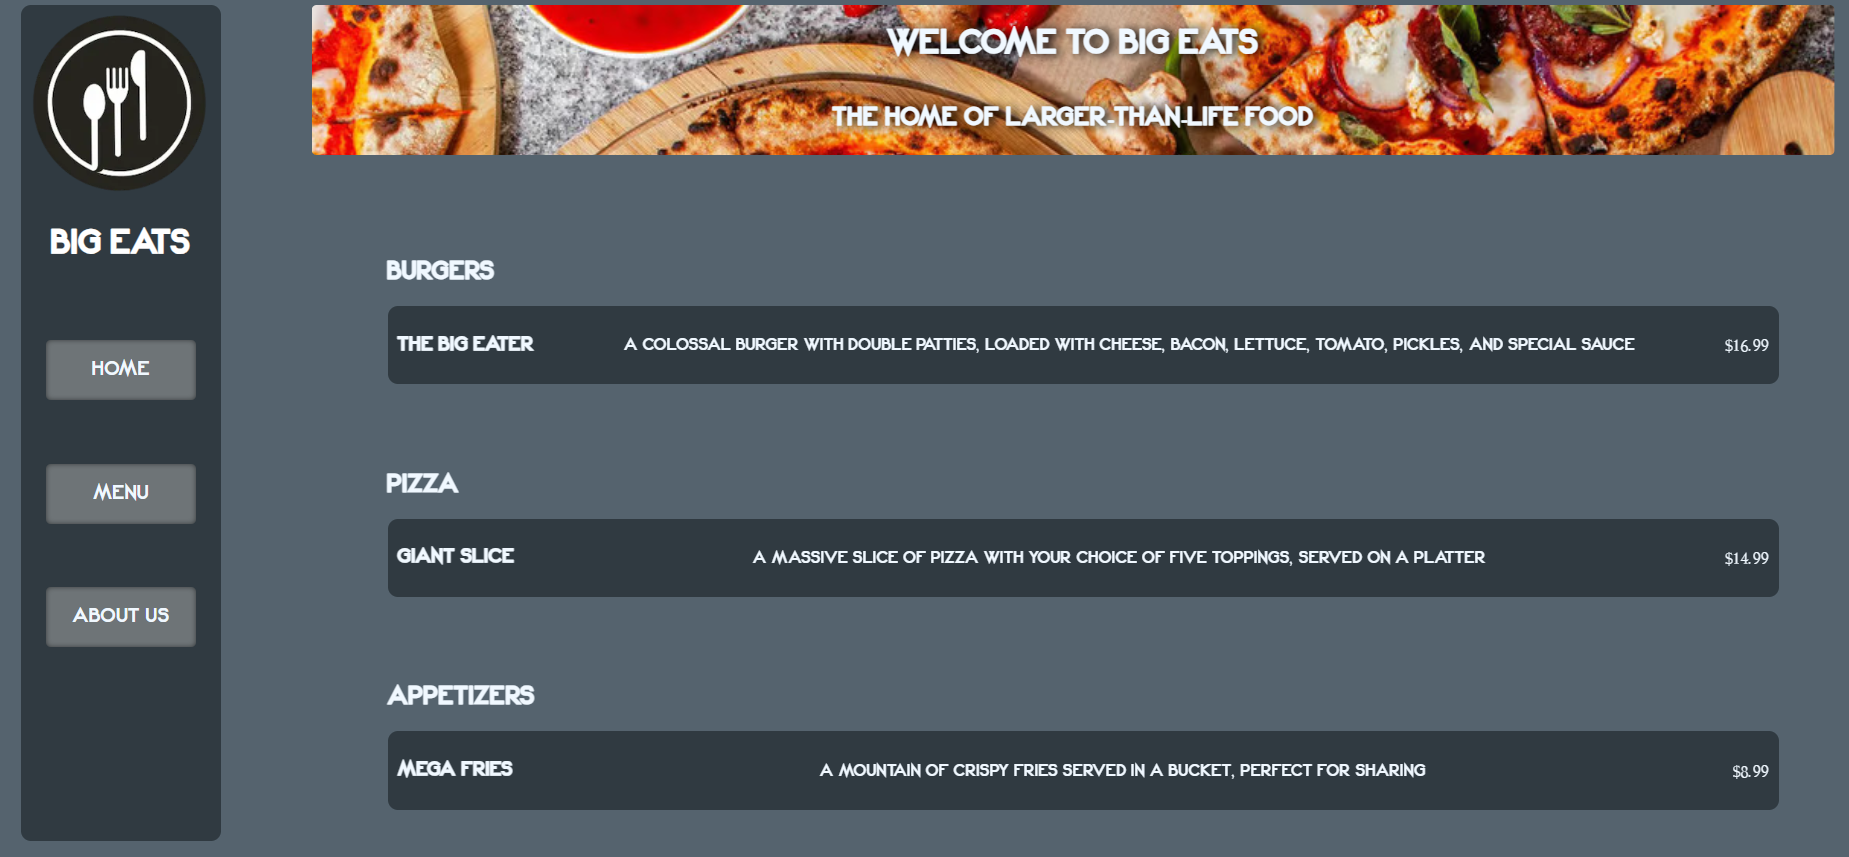 BIG EATS
HOME
MENU
ABOUT US
WELCOME TO BIG EATS
THE HOME OF LARGER-THAN-LIFE FOOD
BURGERS
THE BIG EATER A COLOSSAL BURGER WITH DOUBLE PATTIES, LOADED WITH CHEESE, BACON, LETTUCE, TOMATO, PICKLES, AND SPECIAL SAUCE $16.99
PIZZA
GIANT SLICE A MASSIVE SLICE OF PIZZA WITH YOUR CHOICE OF FIVE TOPPINGS, SERVED ON A PLATTER $14.99
APPETIZERS
MEGA FRIES A MOUNTAIN OF CRISPY FRIES SERVED IN A BUCKET, PERFECT FOR SHARING $8.99